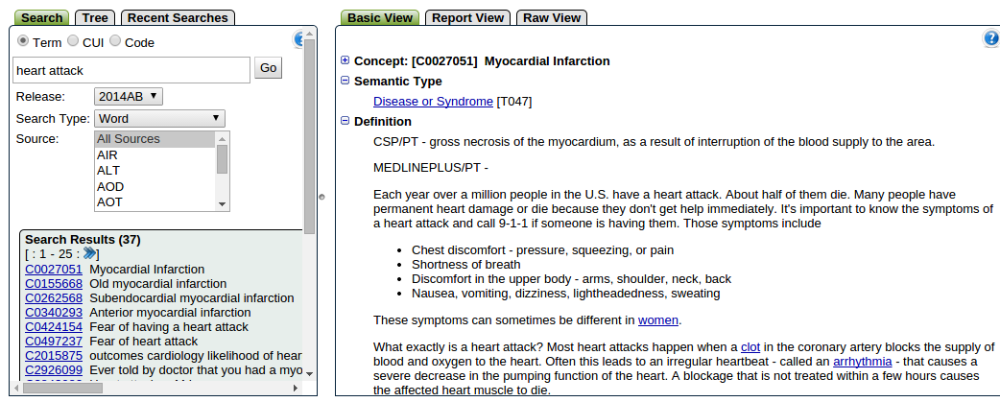 Search Tree Recent Searches
Term CUI Code
heart attack Go
Release: 2014AB
Search Type: Word
Source: All Sources
AIR
ALT
AOD
AOT
Search Results (37)
[ : 1 - 25 : ]
C0027051 Myocardial Infarction
C0155668 Old myocardial infarction
C0262568 Subendocardial myocardial infarction
C0340293 Anterior myocardial infarction
C0424154 Fear of having a heart attack
C0497237 Fear of heart attack
C2015875 outcomes cardiology likelihood of hear
C2926099 Ever told by doctor that you had a myo
Basic View Report View Raw View
Concept: [C0027051] Myocardial Infarction
Semantic Type
Disease or Syndrome [T047]
Definition
CSP/PT - gross necrosis of the myocardium, as a result of interruption of the blood supply to the area.
MEDLINEPLUS/PT -
Each year over a million people in the U.S. have a heart attack. About half of them die. Many people have
permanent heart damage or die because they don't get help immediately. It's important to know the symptoms of
a heart attack and call 9-1-1 if someone is having them. Those symptoms include
• Chest discomfort - pressure, squeezing, or pain
• Shortness of breath
• Discomfort in the upper body - arms, shoulder, neck, back
• Nausea, vomiting, dizziness, lightheadedness, sweating
These symptoms can sometimes be different in women.
What exactly is a heart attack? Most heart attacks happen when a clot in the coronary artery blocks the supply of
blood and oxygen to the heart. Often this leads to an irregular heartbeat - called an arrhythmia - that causes a
severe decrease in the pumping function of the heart. A blockage that is not treated within a few hours causes
the affected heart muscle to die.